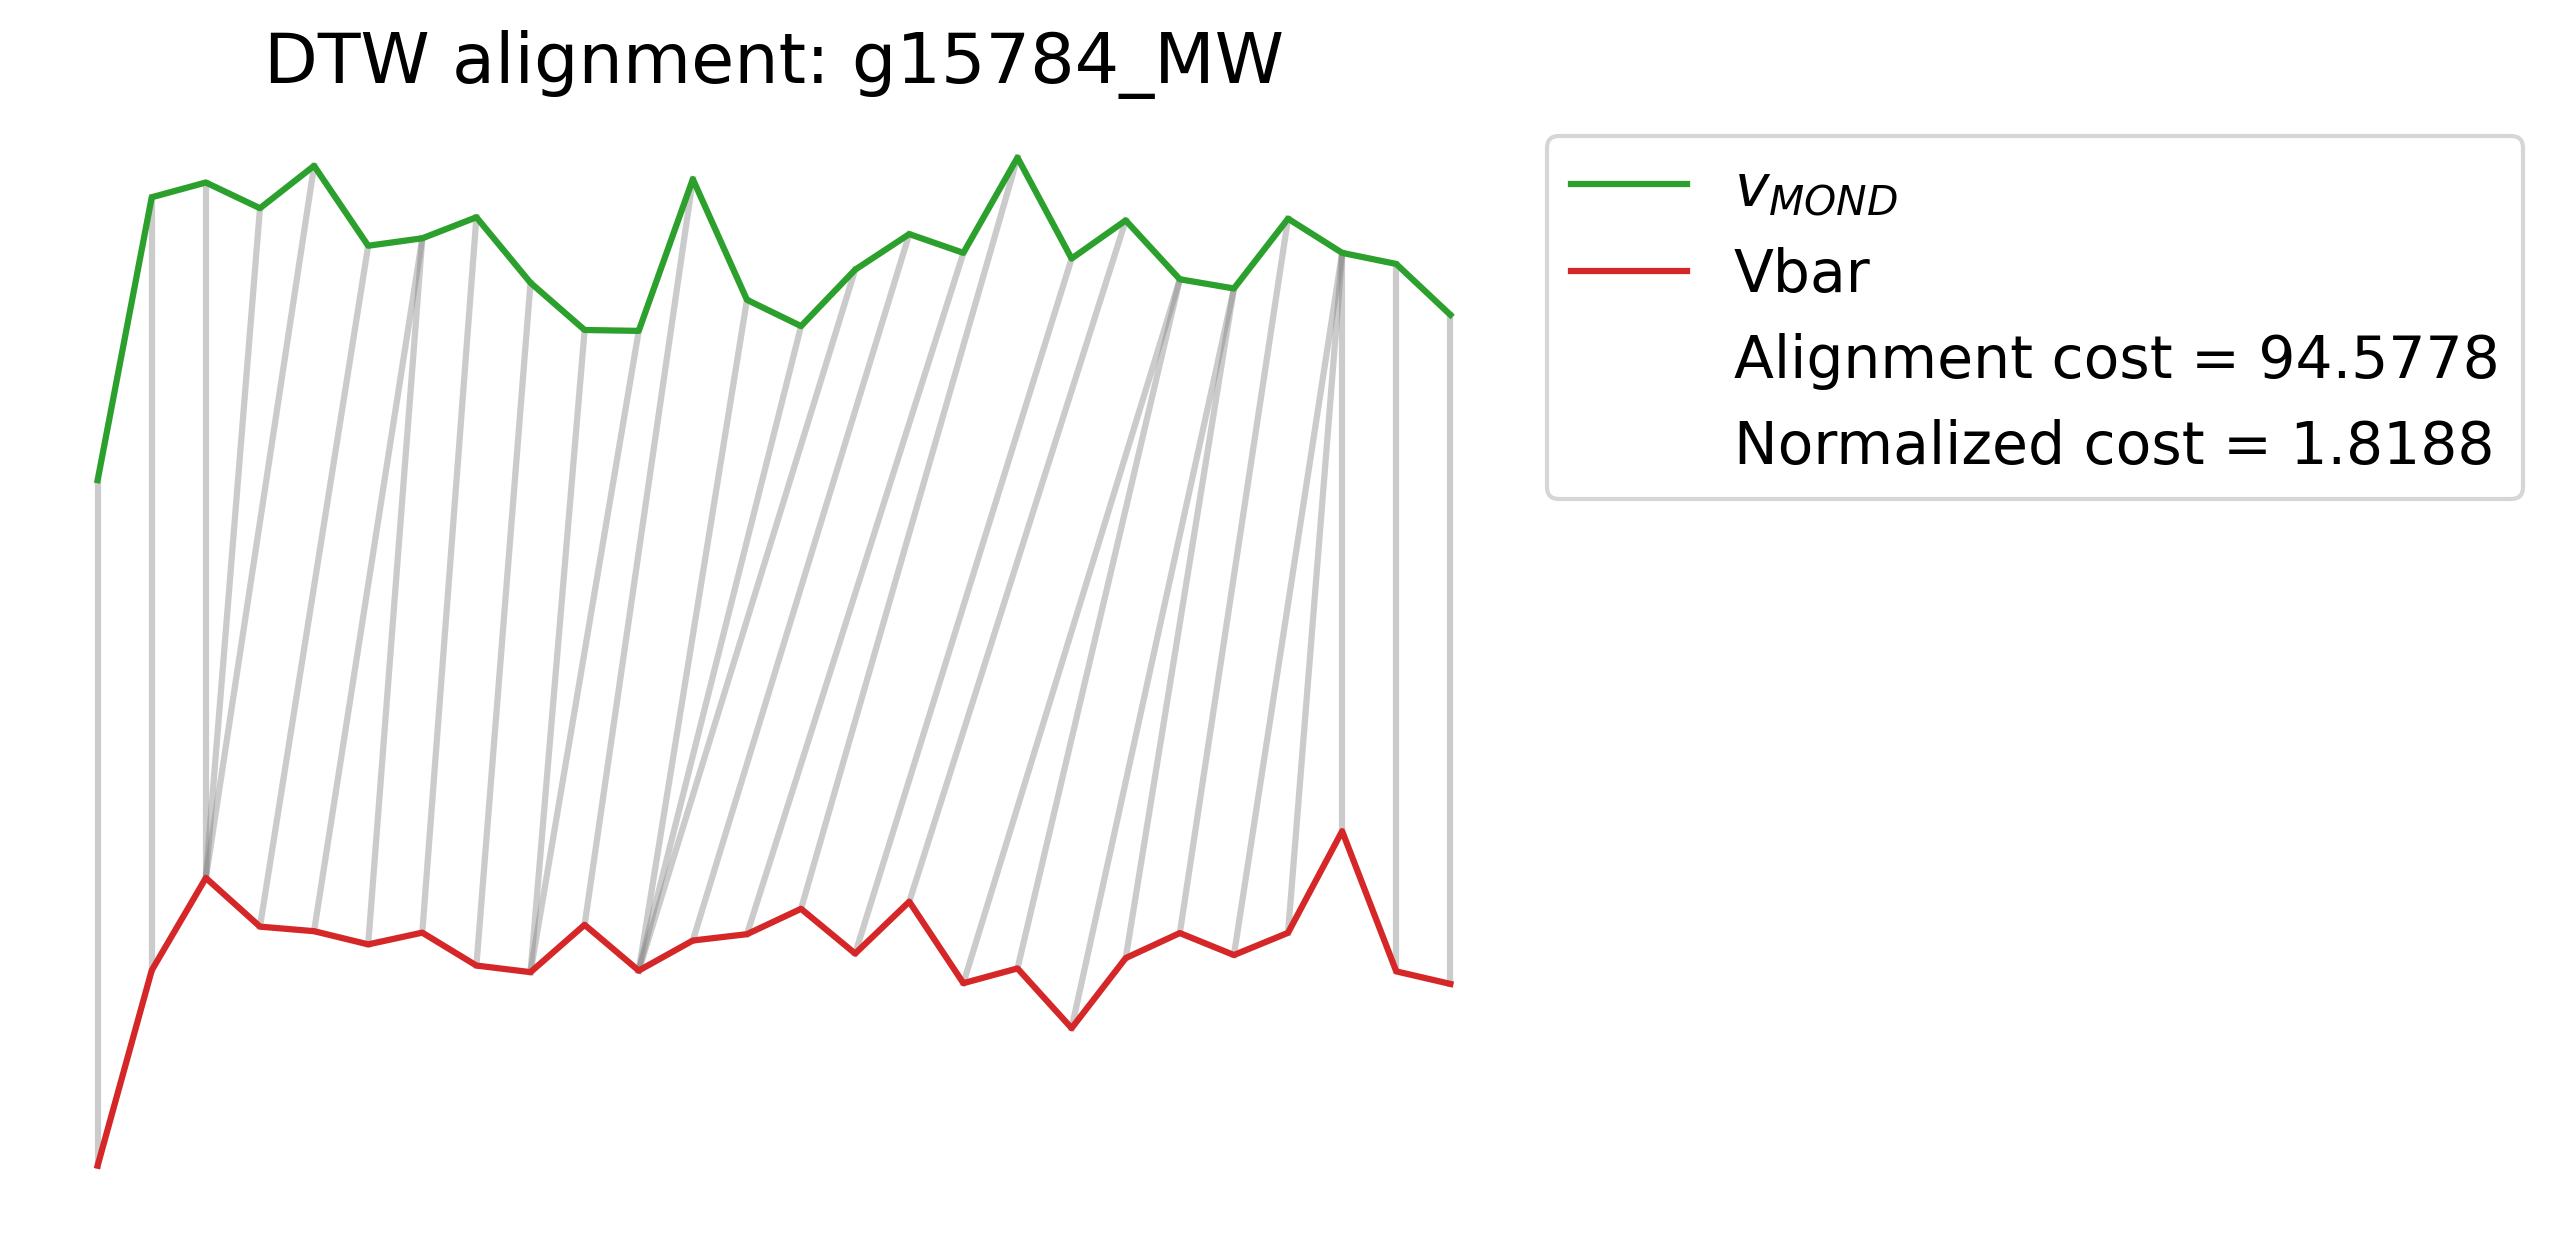 DTW alignment: g15784_MW
v_MOND
Vbar
Alignment cost = 94.5778
Normalized cost = 1.8188